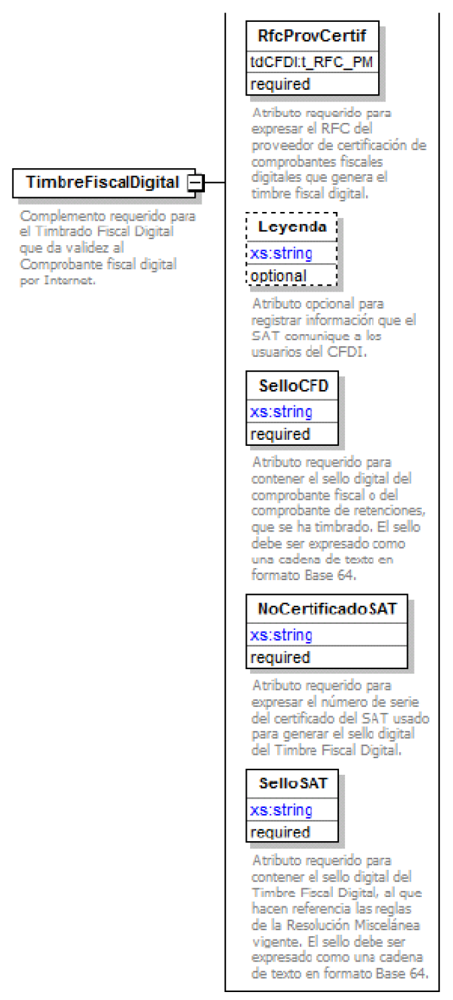 RfcProvCertif
tdCFDI:t_RFC_PM
required
Atributo requerido para
expresar el RFC del
proveedor de certificación de
comprobantes fiscales
digitales que genera el
timbre fiscal digital.
TimbreFiscalDigital
Complemento requerido para
el Timbrado Fiscal Digital
que da validez al
Comprobante fiscal digital
por Internet.
Leyenda
xs:string
optional
Atributo opcional para
registrar información que el
SAT comunique a los
usuarios del CFDI.
SelloCFD
xs:string
required
Atributo requerido para
contener el sello digital del
comprobante fiscal o del
comprobante de retenciones,
que se ha timbrado. El sello
debe ser expresado como
una cadena de texto en
formato Base 64.
NoCertificadoSAT
xs:string
required
Atributo requerido para
expresar el número de serie
del certificado del SAT usado
para generar el sello digital
del Timbre Fiscal Digital.
SelloSAT
xs:string
required
Atributo requerido para
contener el sello digital del
Timbre Fiscal Digital, al que
hacen referencia las reglas
de la Resolución Miscelánea
vigente. El sello debe ser
expresado como una cadena
de texto en formato Base 64.